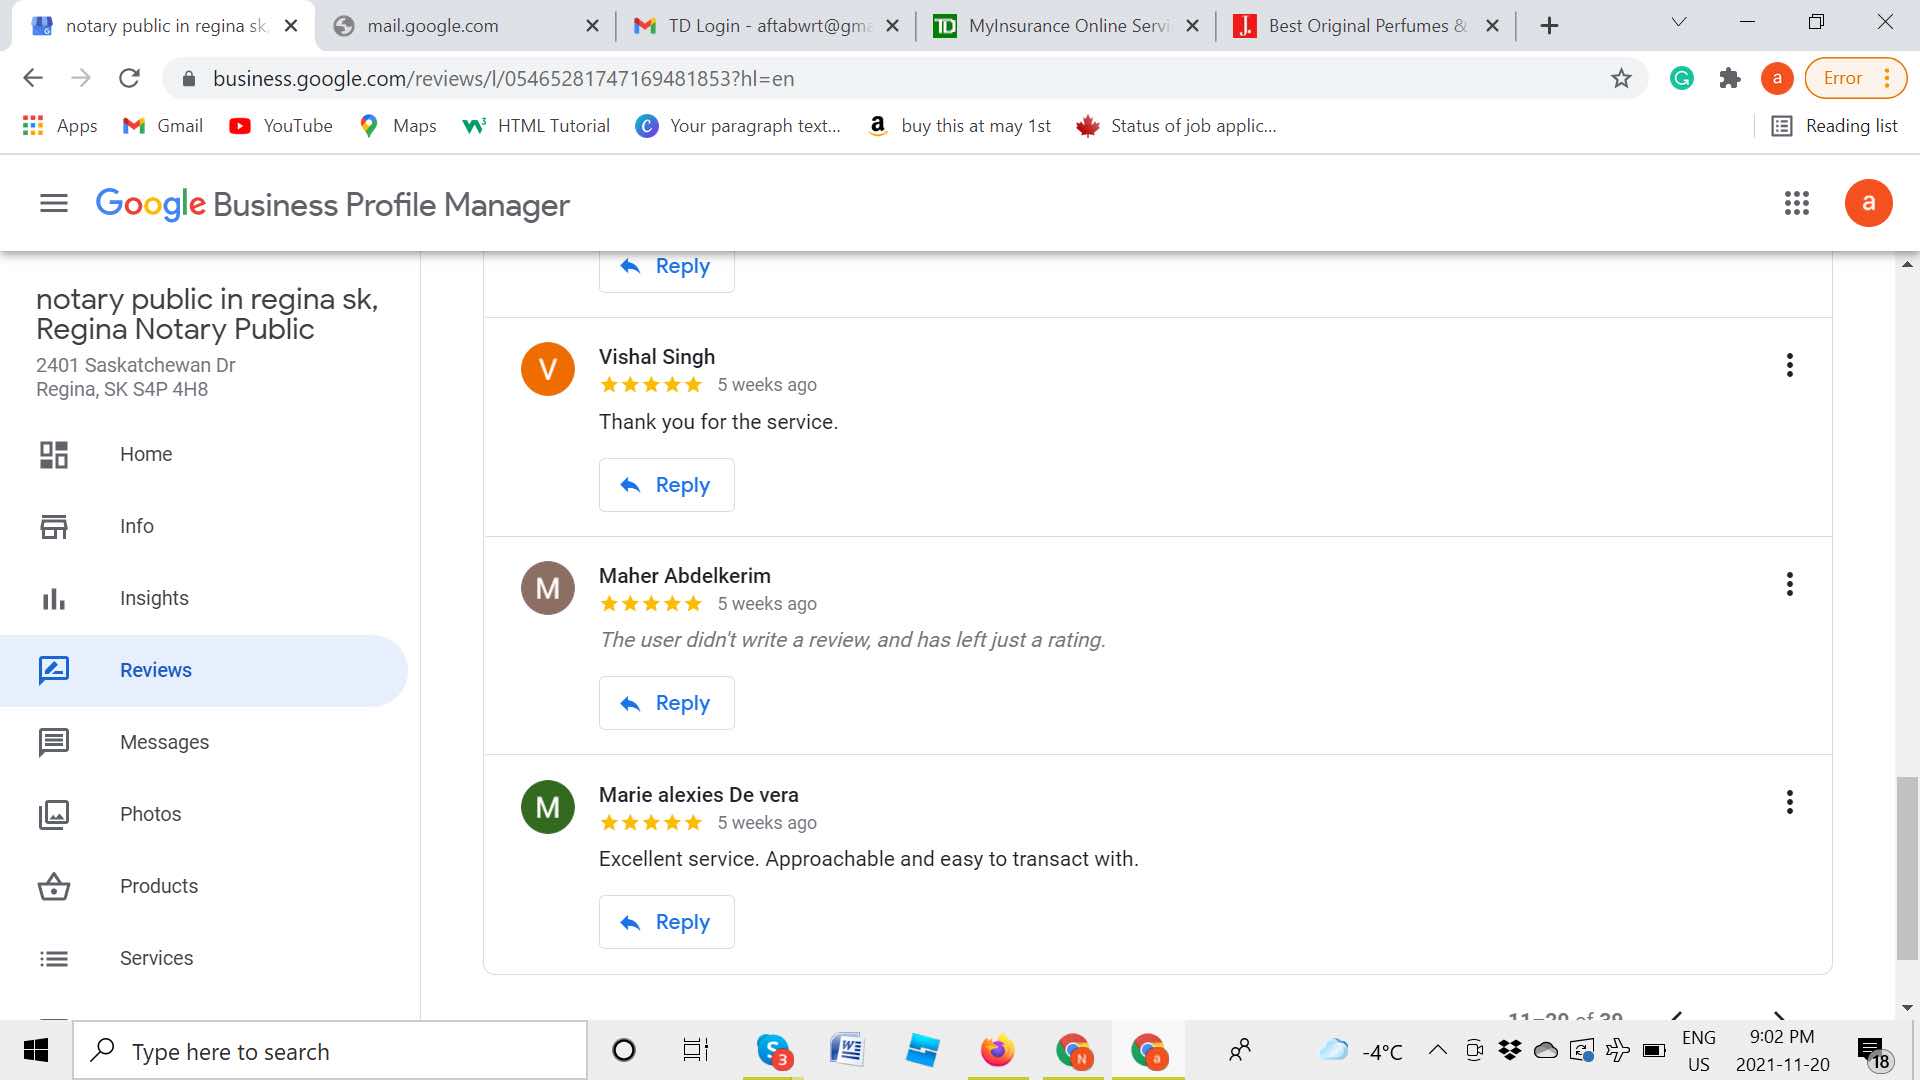 notary public in regina sk,
mail.google.com
TD Login - aftabwrt@gma
MyInsurance Online Servi
Best Original Perfumes &
business.google.com/reviews/l/05465281747169481853?hl=en
a
Error
Apps
Gmail
YouTube
Maps
HTML Tutorial
Your paragraph text...
buy this at may 1st
Status of job applic...
Reading list
Google Business Profile Manager
a
notary public in regina sk,
Regina Notary Public
2401 Saskatchewan Dr
Regina, SK S4P 4H8
Home
Info
Insights
Reviews
Messages
Photos
Products
Services
Reply
V
Vishal Singh
5 weeks ago
Thank you for the service.
Reply
M
Maher Abdelkerim
5 weeks ago
The user didn't write a review, and has left just a rating.
Reply
M
Marie alexies De vera
5 weeks ago
Excellent service. Approachable and easy to transact with.
Reply
11–20 of 39
Type here to search
3
N
a
-4°C
ENG
US
9:02 PM
2021-11-20
18